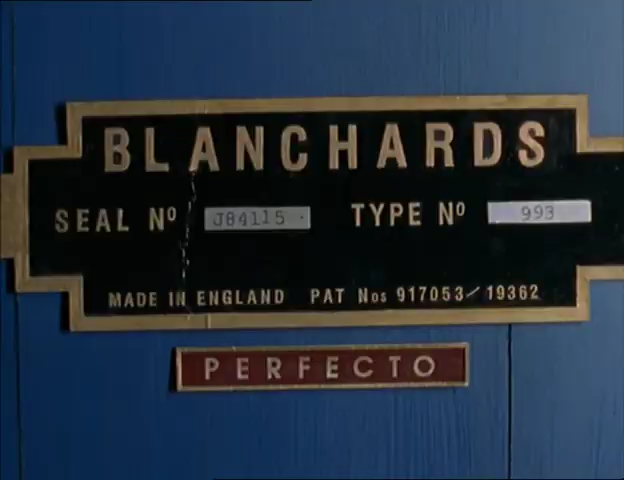 BLANCHARDS
SEAL Nº J84115 · TYPE Nº 993
MADE IN ENGLAND PAT Nos 917053/19362
PERFECTO